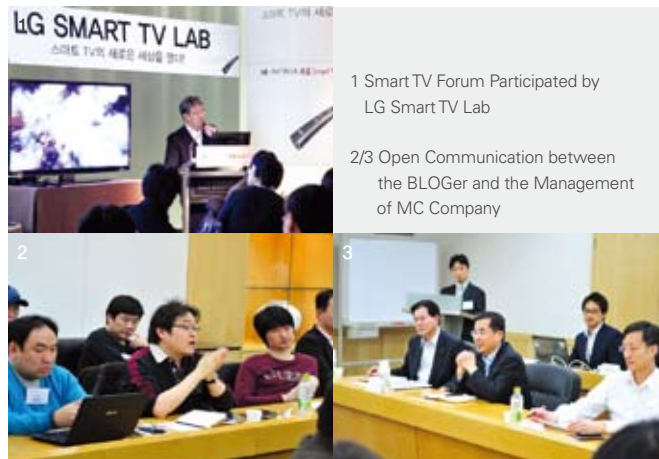 LG SMART TV LAB
스마트 TV의 새로운 세상을 열다!
1 Smart TV Forum Participated by
LG Smart TV Lab
2/3 Open Communication between
the BLOGer and the Management
of MC Company
2
3